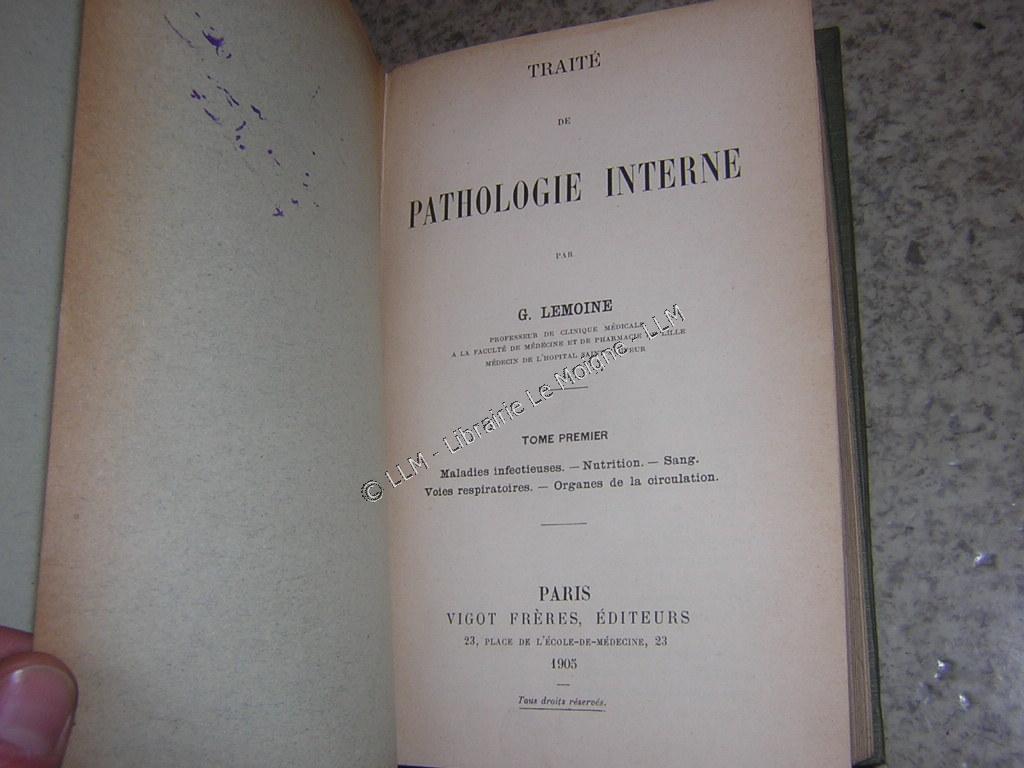 TRAITÉ
DE
PATHOLOGIE INTERNE
PAR
G. LEMOINE
PROFESSEUR DE CLINIQUE MÉDICALE
A LA FACULTÉ DE MÉDECINE ET DE PHARMACIE LILLE
MÉDECIN DE L'HOPITAL
TOME PREMIER
Maladies infectieuses. — Nutrition. — Sang.
Voies respiratoires. — Organes de la circulation.
PARIS
VIGOT FRÈRES, ÉDITEURS
23, PLACE DE L'ÉCOLE-DE-MÉDECINE, 23
1905
Tous droits réservés.
© LLM - Librairie Le Moigne - LLM